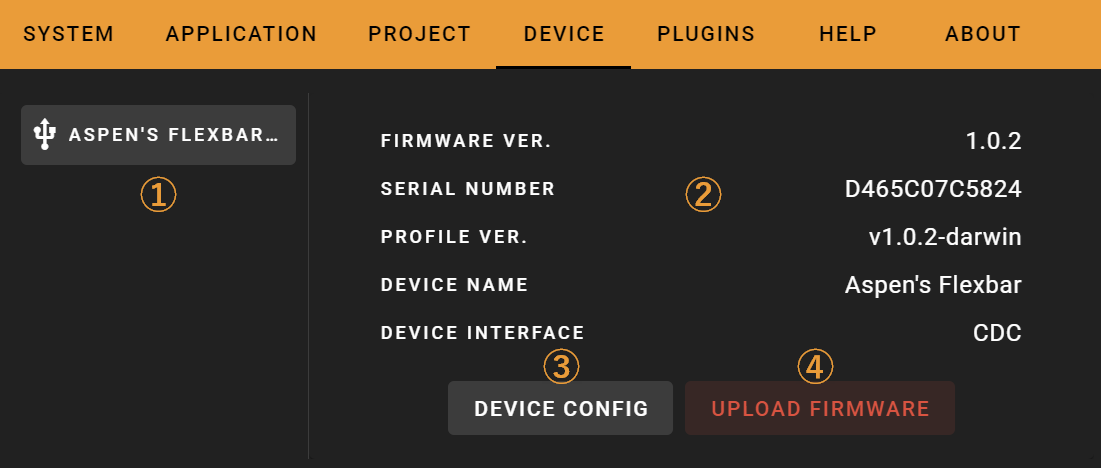 SYSTEM APPLICATION PROJECT DEVICE PLUGINS HELP ABOUT
ASPEN'S FLEXBAR…
①
FIRMWARE VER. 1.0.2
SERIAL NUMBER D465C07C5824
②
PROFILE VER. v1.0.2-darwin
DEVICE NAME Aspen's Flexbar
DEVICE INTERFACE CDC
③ ④
DEVICE CONFIG UPLOAD FIRMWARE